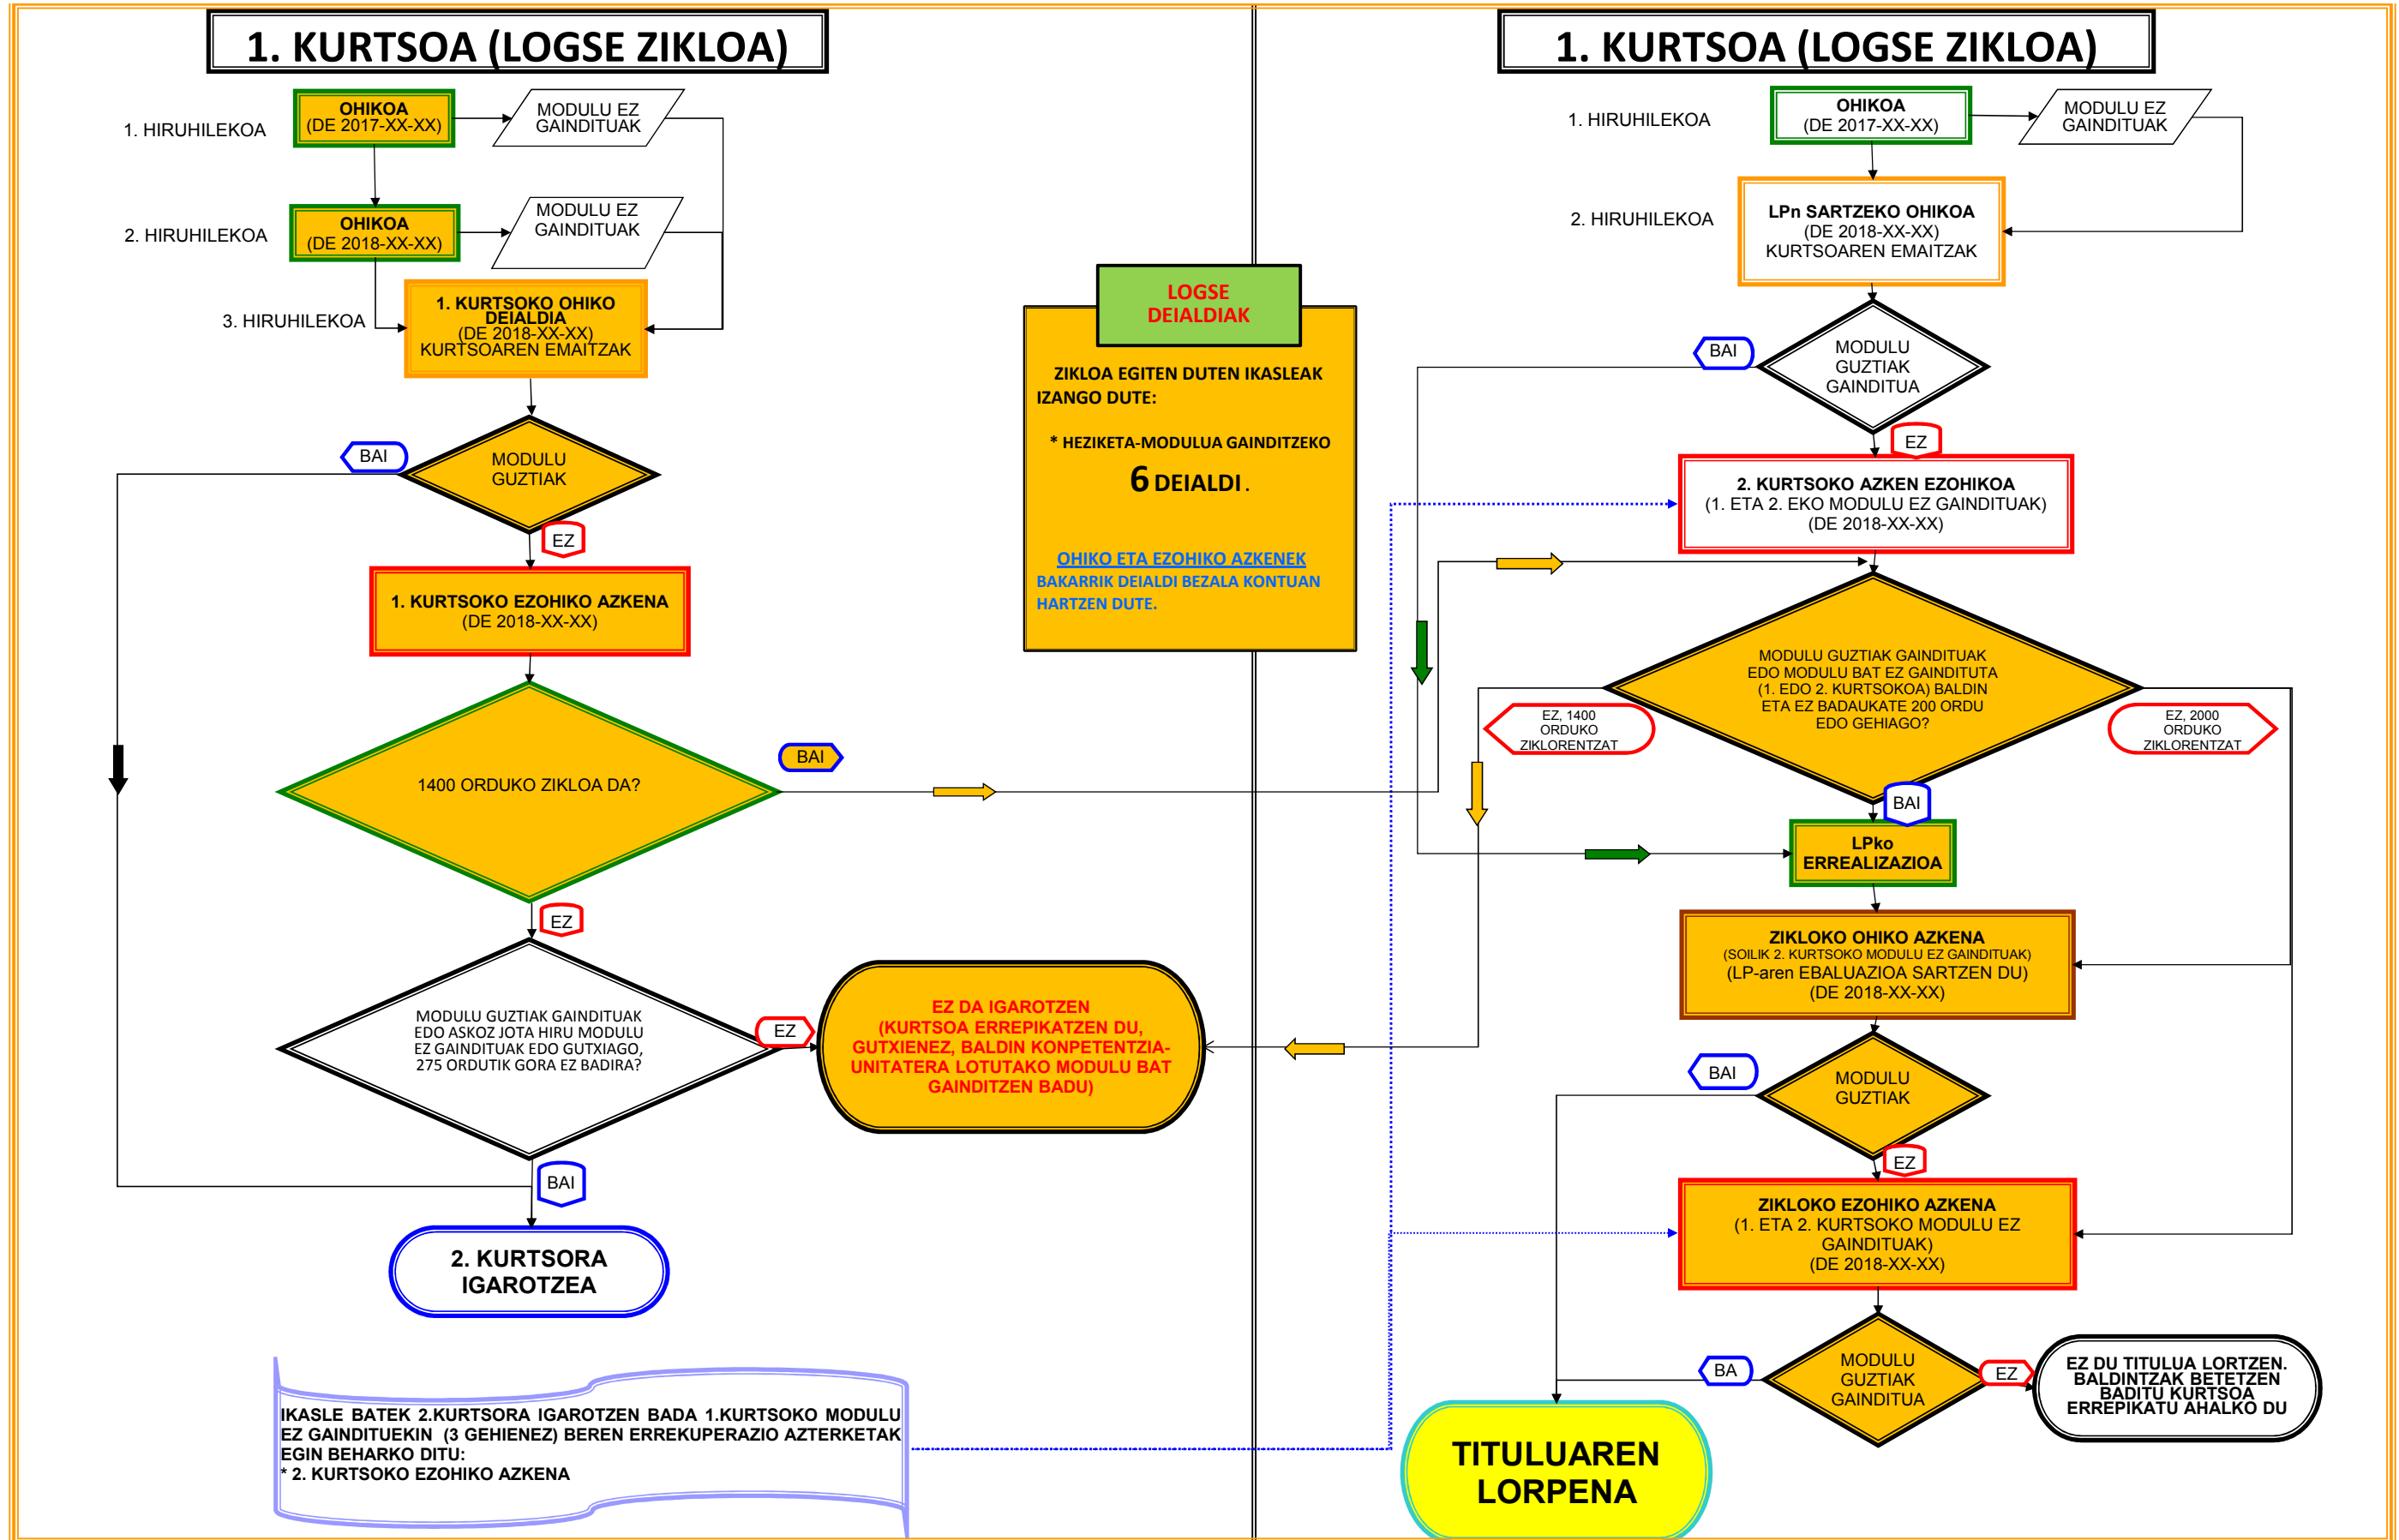 1. KURTSOA (LOGSE ZIKLOA)
1. HIRUHILEKOA
OHIKOA
(DE 2017-XX-XX)
MODULU EZ
GAINDITUAK
2. HIRUHILEKOA
OHIKOA
(DE 2018-XX-XX)
MODULU EZ
GAINDITUAK
3. HIRUHILEKOA
1. KURTSOKO OHIKO
DEIALDIA
(DE 2018-XX-XX)
KURTSOAREN EMAITZAK
BAI
MODULU
GUZTIAK
EZ
1. KURTSOKO EZOHIKO AZKENA
(DE 2018-XX-XX)
1400 ORDUKO ZIKLOA DA?
BAI
EZ
MODULU GUZTIAK GAINDITUAK
EDO ASKOZ JOTA HIRU MODULU
EZ GAINDITUAK EDO GUTXIAGO,
275 ORDUTIK GORA EZ BADIRA?
EZ
EZ DA IGAROTZEN
(KURTSOA ERREPIKATZEN DU,
GUTXIENEZ, BALDIN KONPETENTZIA-
UNITATERA LOTUTAKO MODULU BAT
GAINDITZEN BADU)
BAI
2. KURTSORA
IGAROTZEA
IKASLE BATEK 2.KURTSORA IGAROTZEN BADA 1.KURTSOKO MODULU
EZ GAINDITUEKIN (3 GEHIENEZ) BEREN ERREKUPERAZIO AZTERKETAK
EGIN BEHARKO DITU:
* 2. KURTSOKO EZOHIKO AZKENA
LOGSE
DEIALDIAK
ZIKLOA EGITEN DUTEN IKASLEAK
IZANGO DUTE:
* HEZIKETA-MODULUA GAINDITZEKO
6 DEIALDI.
OHIKO ETA EZOHIKO AZKENEK
BAKARRIK DEIALDI BEZALA KONTUAN
HARTZEN DUTE.
1. KURTSOA (LOGSE ZIKLOA)
1. HIRUHILEKOA
OHIKOA
(DE 2017-XX-XX)
MODULU EZ
GAINDITUAK
2. HIRUHILEKOA
LPn SARTZEKO OHIKOA
(DE 2018-XX-XX)
KURTSOAREN EMAITZAK
BAI
MODULU
GUZTIAK
GAINDITUA
EZ
2. KURTSOKO AZKEN EZOHIKOA
(1. ETA 2. EKO MODULU EZ GAINDITUAK)
(DE 2018-XX-XX)
MODULU GUZTIAK GAINDITUAK
EDO MODULU BAT EZ GAINDITUTA
(1. EDO 2. KURTSOKOA) BALDIN
ETA EZ BADAUKATE 200 ORDU
EDO GEHIAGO?
EZ, 1400
ORDUKO
ZIKLORENTZAT
EZ, 2000
ORDUKO
ZIKLORENTZAT
BAI
LPko
ERREALIZAZIOA
ZIKLOKO OHIKO AZKENA
(SOILIK 2. KURTSOKO MODULU EZ GAINDITUAK)
(LP-aren EBALUAZIOA SARTZEN DU)
(DE 2018-XX-XX)
BAI
MODULU
GUZTIAK
EZ
ZIKLOKO EZOHIKO AZKENA
(1. ETA 2. KURTSOKO MODULU EZ
GAINDITUAK)
(DE 2018-XX-XX)
BA
MODULU
GUZTIAK
GAINDITUA
EZ
EZ DU TITULUA LORTZEN.
BALDINTZAK BETETZEN
BADITU KURTSOA
ERREPIKATU AHALKO DU
TITULUAREN
LORPENA